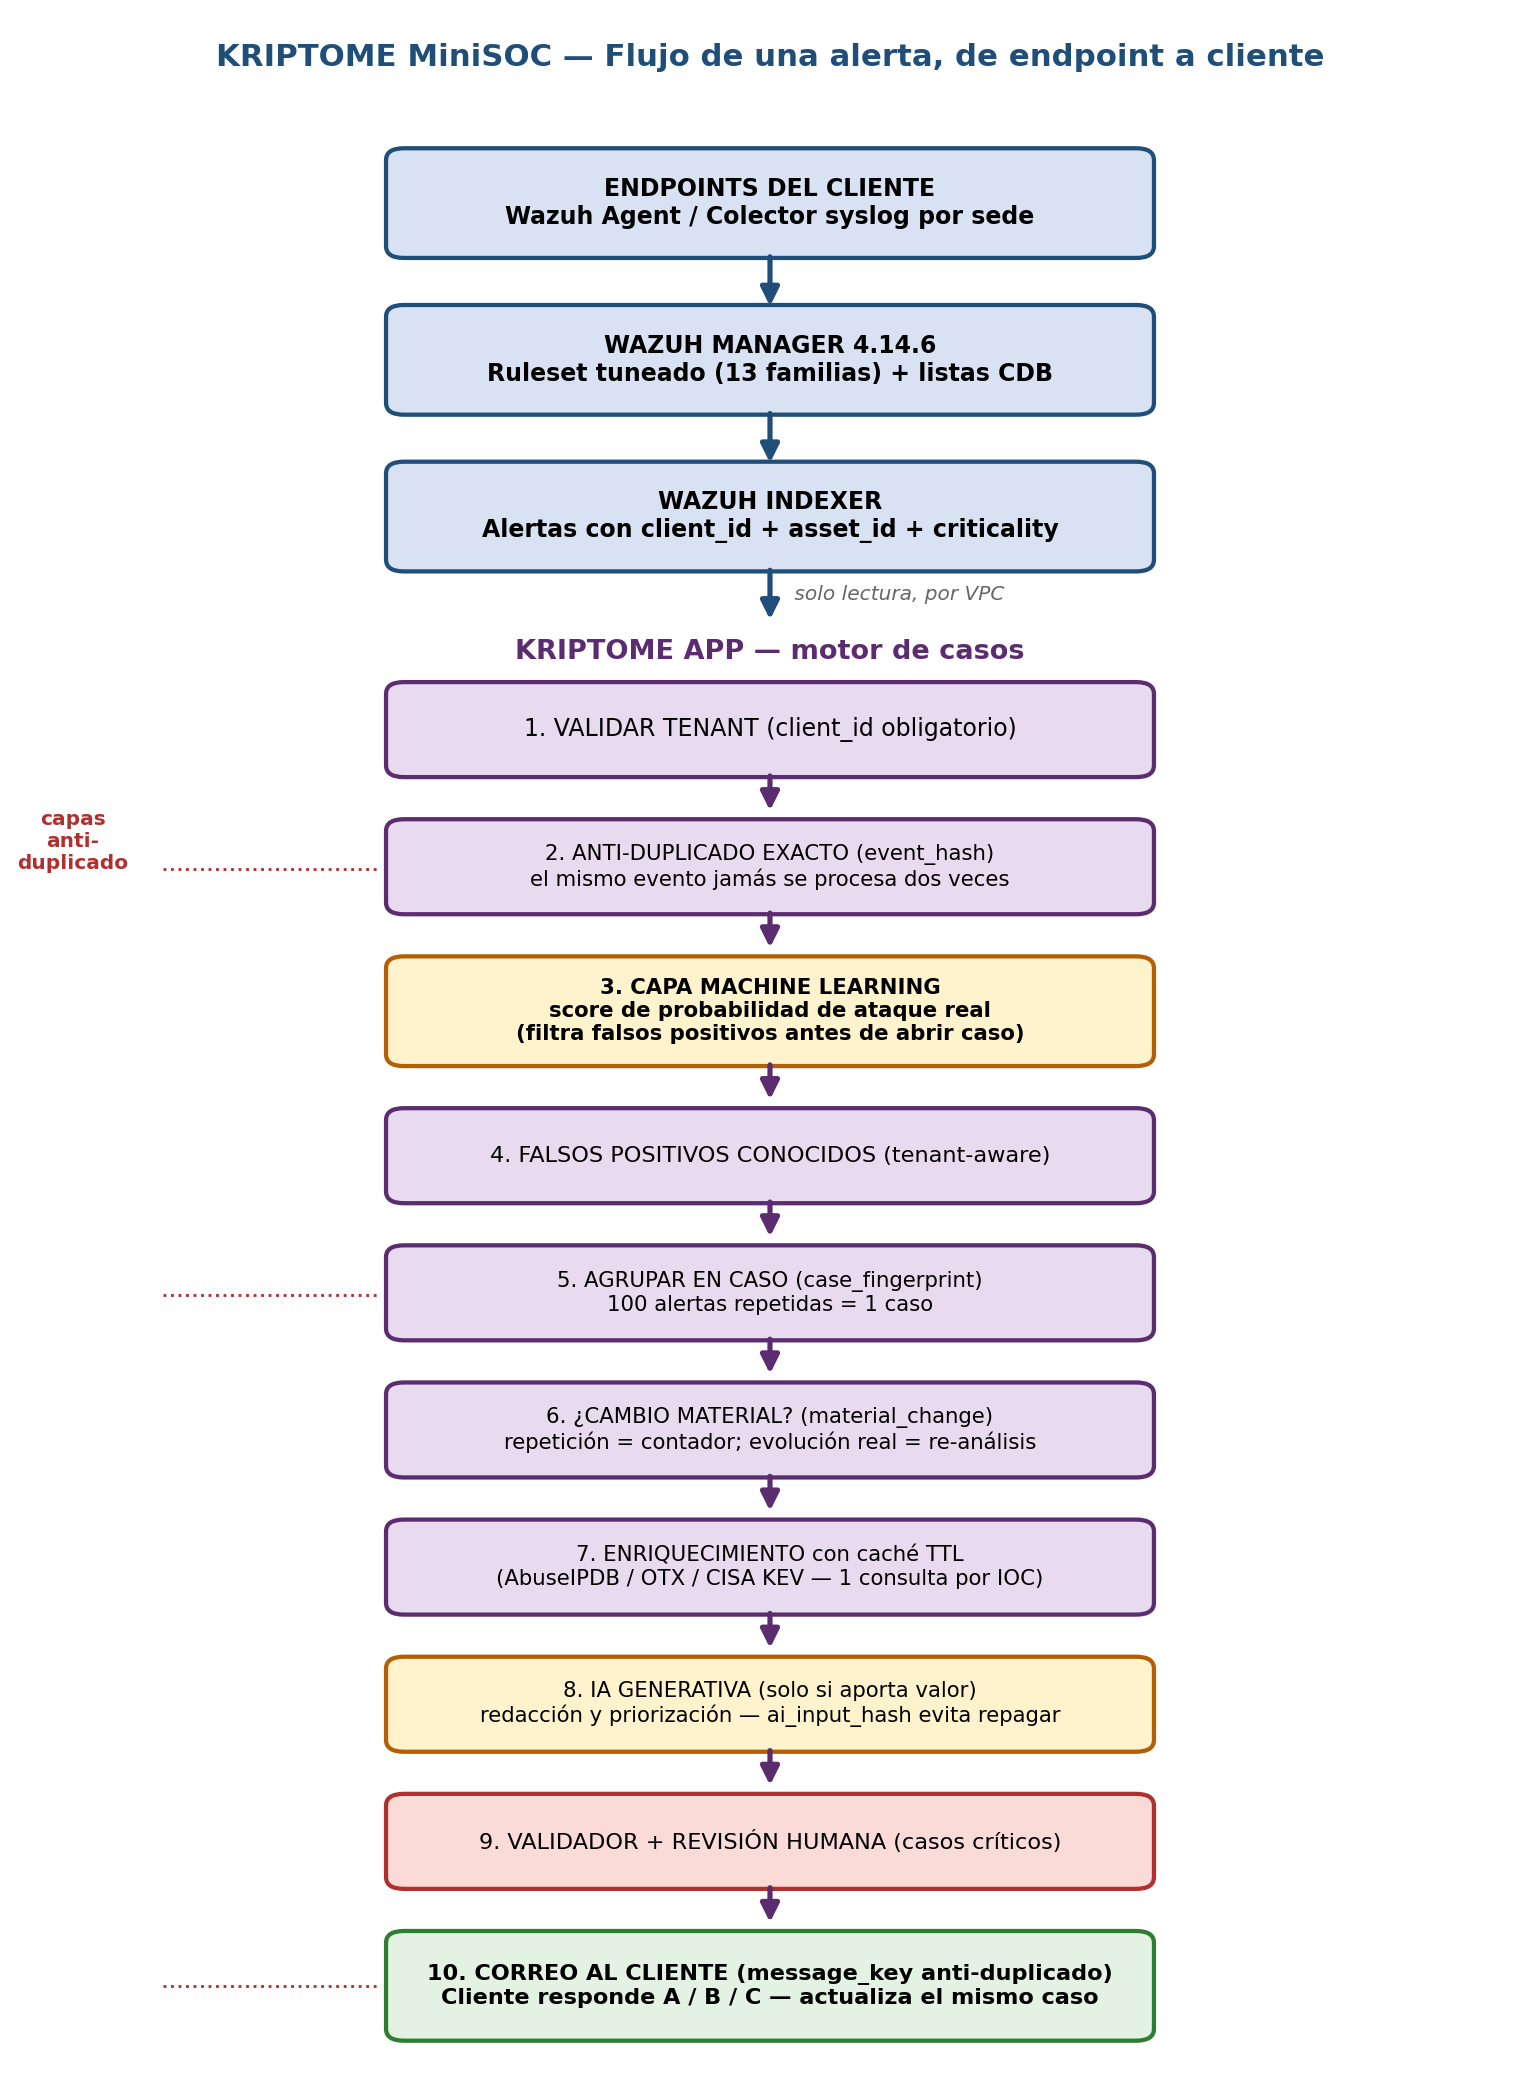 KRIPTOME MiniSOC — Flujo de una alerta, de endpoint a cliente
ENDPOINTS DEL CLIENTE
Wazuh Agent / Colector syslog por sede
WAZUH MANAGER 4.14.6
Ruleset tuneado (13 familias) + listas CDB
WAZUH INDEXER
Alertas con client_id + asset_id + criticality
solo lectura, por VPC
KRIPTOME APP — motor de casos
1. VALIDAR TENANT (client_id obligatorio)
capas
anti-
duplicado
2. ANTI-DUPLICADO EXACTO (event_hash)
el mismo evento jamás se procesa dos veces
3. CAPA MACHINE LEARNING
score de probabilidad de ataque real
(filtra falsos positivos antes de abrir caso)
4. FALSOS POSITIVOS CONOCIDOS (tenant-aware)
5. AGRUPAR EN CASO (case_fingerprint)
100 alertas repetidas = 1 caso
6. ¿CAMBIO MATERIAL? (material_change)
repetición = contador; evolución real = re-análisis
7. ENRIQUECIMIENTO con caché TTL
(AbuseIPDB / OTX / CISA KEV — 1 consulta por IOC)
8. IA GENERATIVA (solo si aporta valor)
redacción y priorización — ai_input_hash evita repagar
9. VALIDADOR + REVISIÓN HUMANA (casos críticos)
10. CORREO AL CLIENTE (message_key anti-duplicado)
Cliente responde A / B / C — actualiza el mismo caso